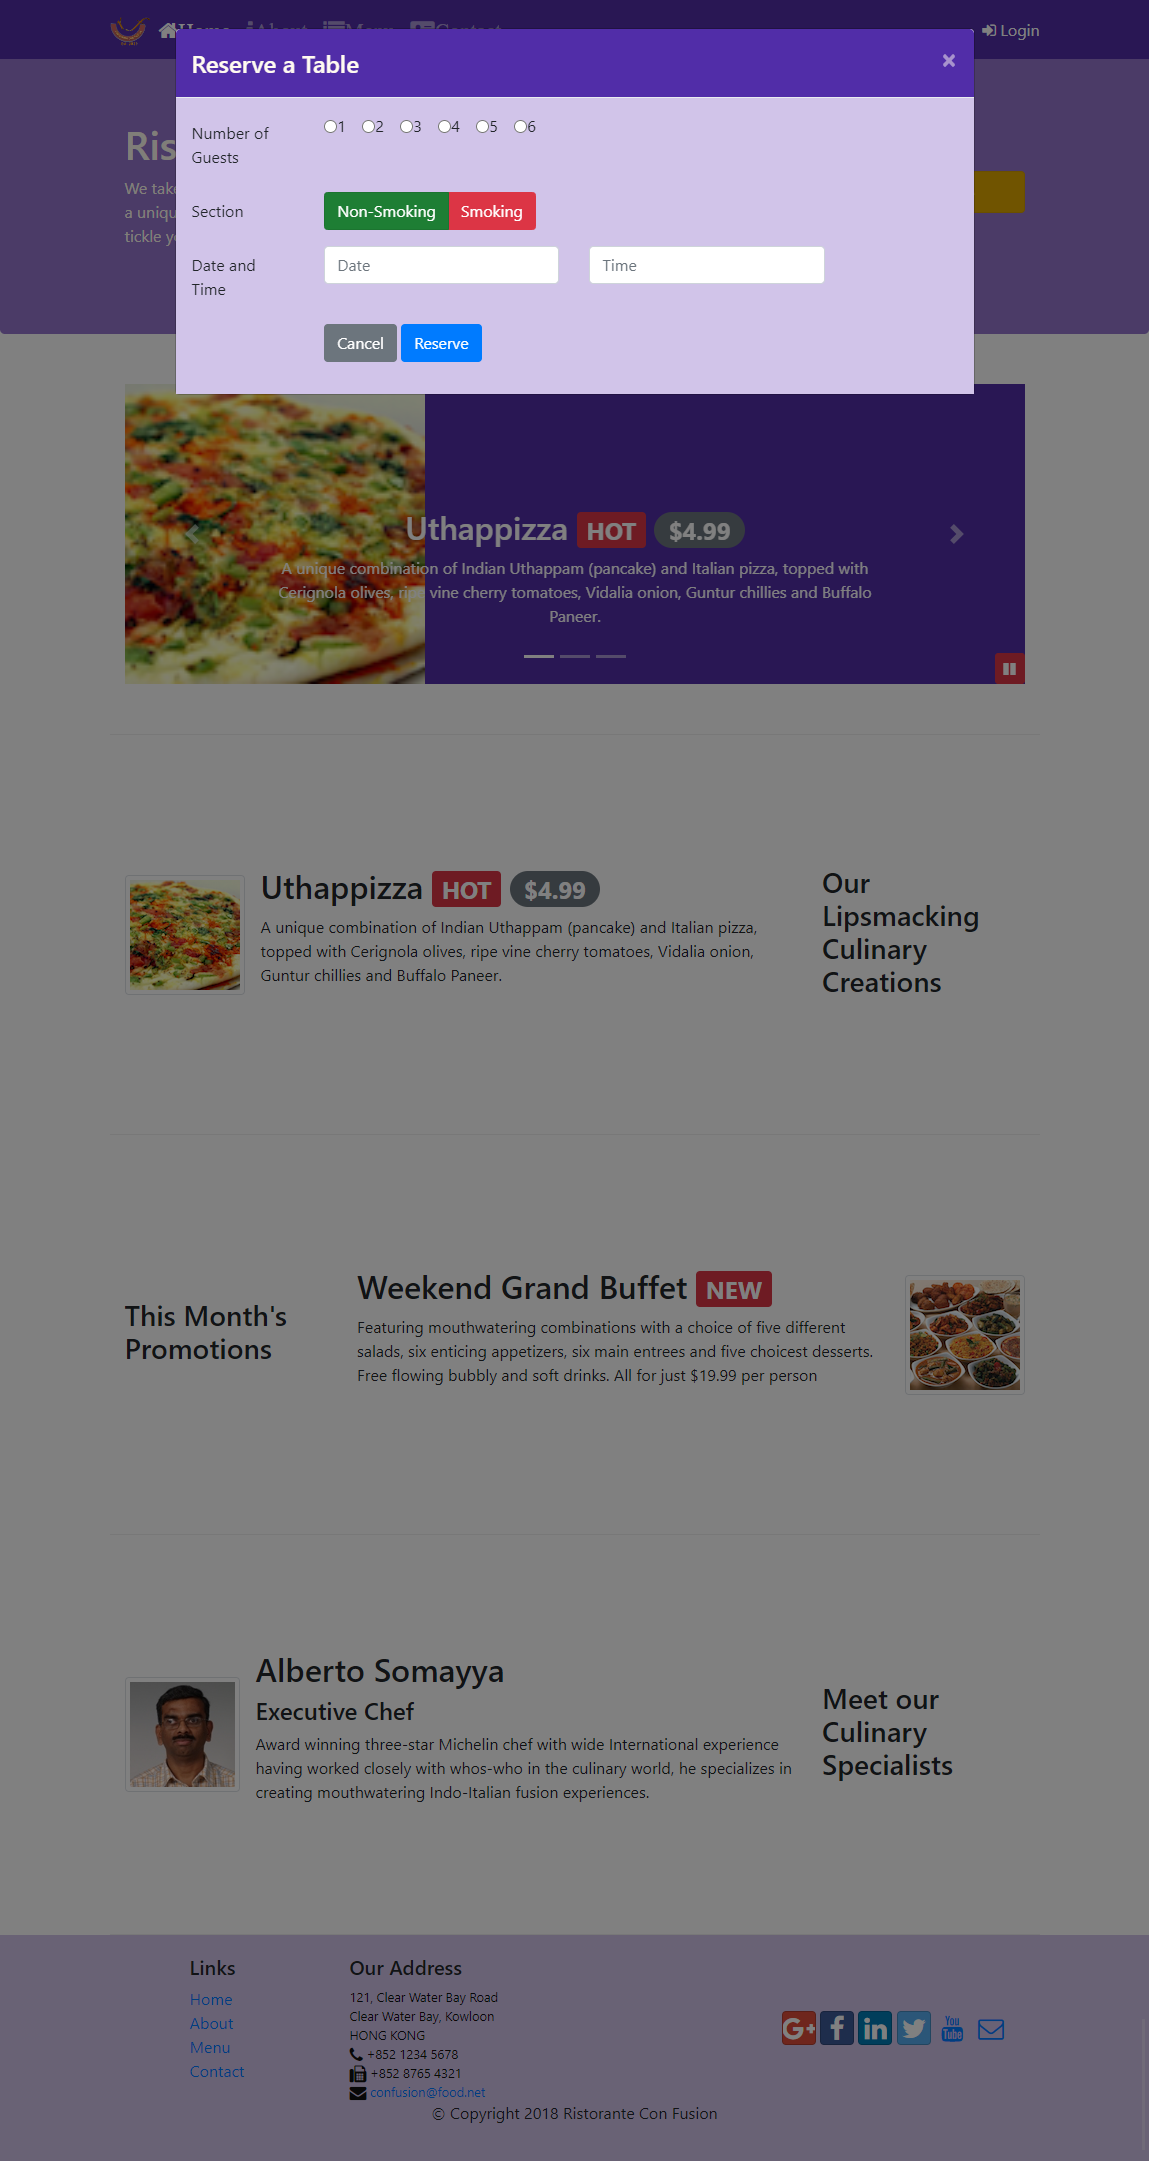 Home About Menu Contact
Login
Reserve a Table
×
Ris
We take
a uniqu
tickle yo
Number of
Guests
1 2 3 4 5 6
Section
Non-Smoking Smoking
Date and
Time
Date
Time
Cancel Reserve
Uthappizza HOT $4.99
A unique combination of Indian Uthappam (pancake) and Italian pizza, topped with
Cerignola olives, ripe vine cherry tomatoes, Vidalia onion, Guntur chillies and Buffalo
Paneer.
Uthappizza HOT $4.99
A unique combination of Indian Uthappam (pancake) and Italian pizza,
topped with Cerignola olives, ripe vine cherry tomatoes, Vidalia onion,
Guntur chillies and Buffalo Paneer.
Our
Lipsmacking
Culinary
Creations
This Month's
Promotions
Weekend Grand Buffet NEW
Featuring mouthwatering combinations with a choice of five different
salads, six enticing appetizers, six main entrees and five choicest desserts.
Free flowing bubbly and soft drinks. All for just $19.99 per person
Alberto Somayya
Executive Chef
Award winning three-star Michelin chef with wide International experience
having worked closely with whos-who in the culinary world, he specializes in
creating mouthwatering Indo-Italian fusion experiences.
Meet our
Culinary
Specialists
Links
Home
About
Menu
Contact
Our Address
121, Clear Water Bay Road
Clear Water Bay, Kowloon
HONG KONG
+852 1234 5678
+852 8765 4321
confusion@food.net
G+ f in You Tube
© Copyright 2018 Ristorante Con Fusion